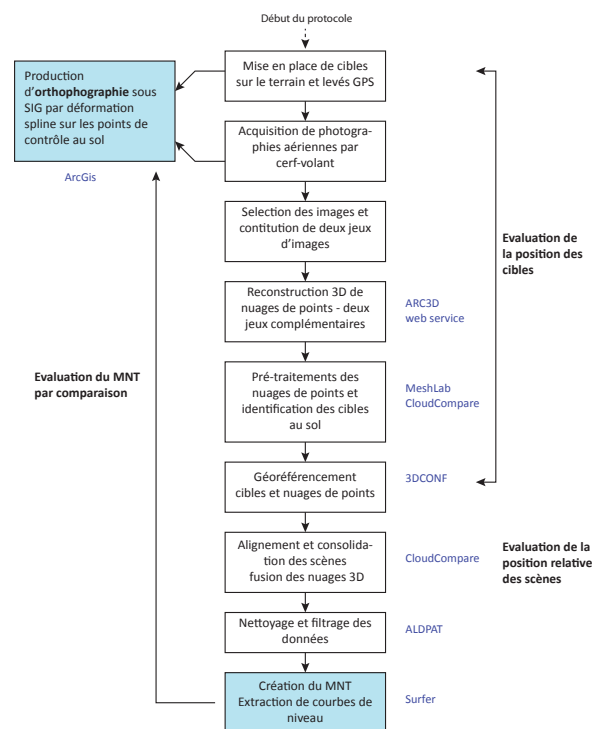 Début du protocole
Mise en place de cibles
sur le terrain et levés GPS
Production
d'orthophographie sous
SIG par déformation
spline sur les points de
contrôle au sol
ArcGis
Acquisition de photogra-
phies aériennes par
cerf-volant
Selection des images et
contitution de deux jeux
d'images
Evaluation de
la position des
cibles
Reconstruction 3D de
nuages de points - deux
jeux complémentaires
ARC3D
web service
Evaluation du MNT
par comparaison
Pré-traitements des
nuages de points et
identification des cibles
au sol
MeshLab
CloudCompare
Géoréférencement
cibles et nuages de points
3DCONF
Alignement et consolida-
tion des scènes
fusion des nuages 3D
CloudCompare
Evaluation de la
position relative
des scènes
Nettoyage et filtrage des
données
ALDPAT
Création du MNT
Extraction de courbes de
niveau
Surfer